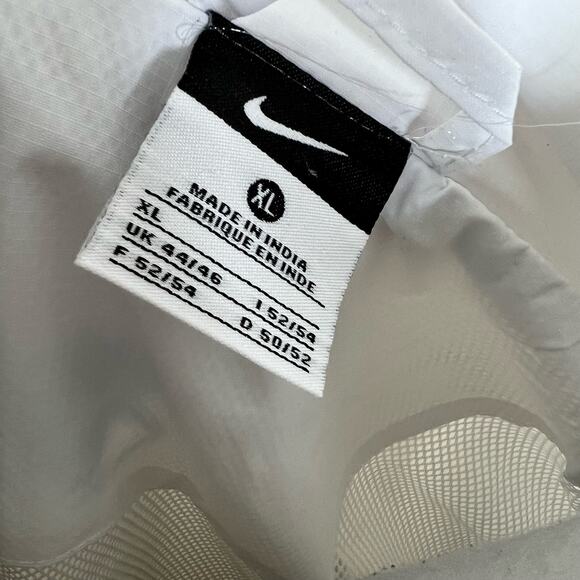 XL
MADE IN INDIA
FABRIQUE EN INDE
XL
UK 44/46 I 52/54
F 52/54 D 50/52